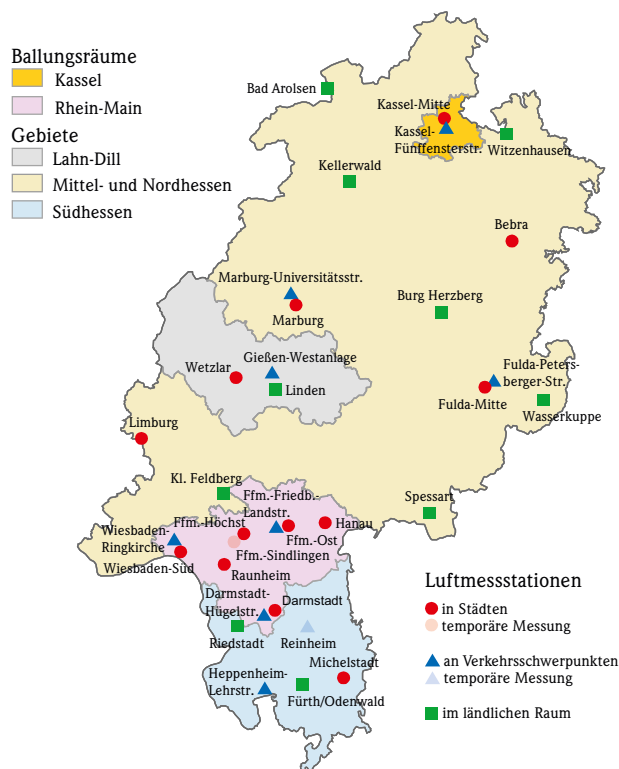 Ballungsräume
Kassel
Rhein-Main
Gebiete
Lahn-Dill
Mittel- und Nordhessen
Südhessen
Bad Arolsen
Kassel-Mitte
Kassel-
Fünffensterstr.
Witzenhausen
Kellerwald
Bebra
Marburg-Universitätsstr.
Marburg
Burg Herzberg
Gießen-Westanlage
Wetzlar
Linden
Fulda-Peters-
berger-Str.
Fulda-Mitte
Wasserkuppe
Limburg
Kl. Feldberg
Ffm.-Friedb.-
Landstr.
Spessart
Ffm.-Höchst
Hanau
Wiesbaden-
Ringkirche
Ffm.-Ost
Ffm.-Sindlingen
Wiesbaden-Süd
Raunheim
Darmstadt-
Hügelstr.
Darmstadt
Riedstadt
Reinheim
Michelstadt
Heppenheim-
Lehrstr.
Fürth/Odenwald
Luftmessstationen
in Städten
temporäre Messung
an Verkehrsschwerpunkten
temporäre Messung
im ländlichen Raum